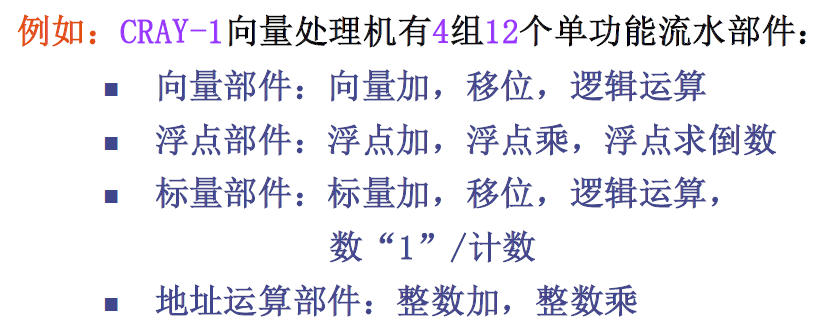 例如：CRAY-1向量处理机有4组12个单功能流水部件：
■ 向量部件：向量加，移位，逻辑运算
■ 浮点部件：浮点加，浮点乘，浮点求倒数
■ 标量部件：标量加，移位，逻辑运算，
数“1”/计数
■ 地址运算部件：整数加，整数乘